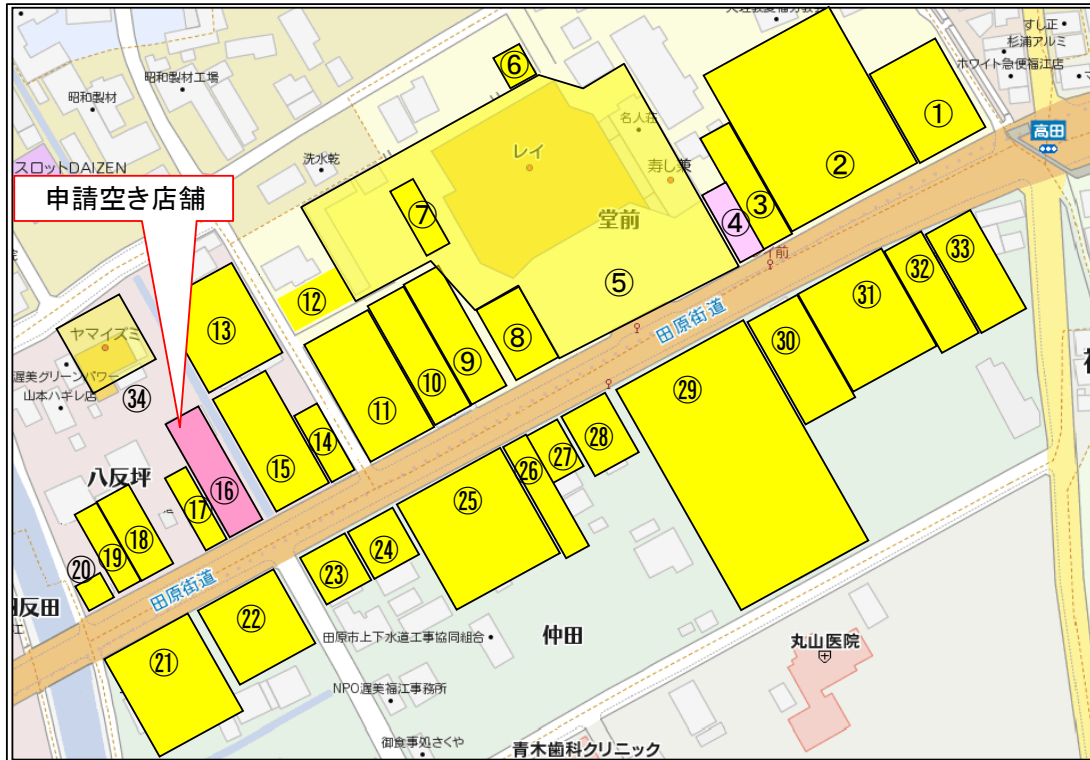 すし正
杉浦アルミ
ホワイト急便福江店
昭和製材工場
昭和製材
高田
①
②
③
④
⑤
⑥
⑦
⑧
⑨
⑩
⑪
⑫
⑬
⑭
⑮
⑯
⑰
⑱
⑲
⑳
㉑
㉒
㉓
㉔
㉕
㉖
㉗
㉘
㉙
㉚
㉛
㉜
㉝
㉞
名人荘
レイ
寿し兼
洗水乾
スロットDAIZEN
申請空き店舗
堂前
前
田原街道
ヤマイズミ
渥美グリーンパワー
山本ハギレ店
八反坪
田原街道
反田
田原市上下水道工事協同組合
仲田
丸山医院
NPO渥美福江事務所
御食事処さくや
青木歯科クリニック